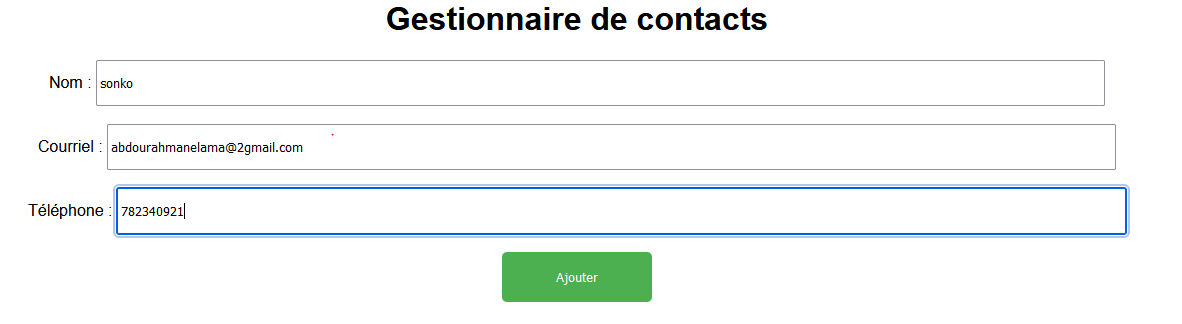 Gestionnaire de contacts
Nom : sonko
Courriel : abdourahmanelama@2gmail.com
Téléphone : 782340921
Ajouter